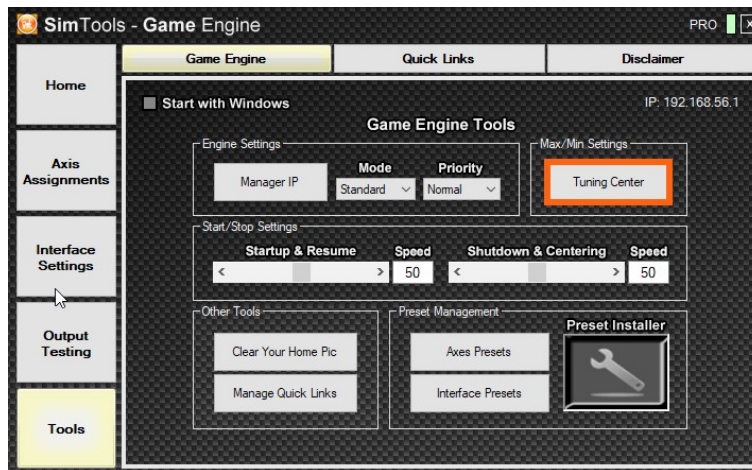 SimTools - Game Engine
PRO
X
Game Engine
Quick Links
Disclaimer
Home
Axis
Assignments
Interface
Settings
Output
Testing
Tools
Start with Windows
IP: 192.168.56.1
Game Engine Tools
Engine Settings
Manager IP
Mode
Standard
Priority
Normal
Max/Min Settings
Tuning Center
Start/Stop Settings
Startup & Resume
Speed
50
Shutdown & Centering
Speed
50
Other Tools
Clear Your Home Pic
Manage Quick Links
Preset Management
Axes Presets
Interface Presets
Preset Installer